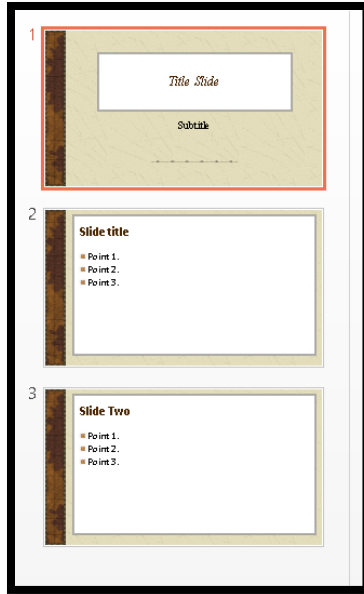 1
Title Slide
Subtitle
2
Slide title
Point 1.
Point 2.
Point 3.
3
Slide Two
Point 1.
Point 2.
Point 3.